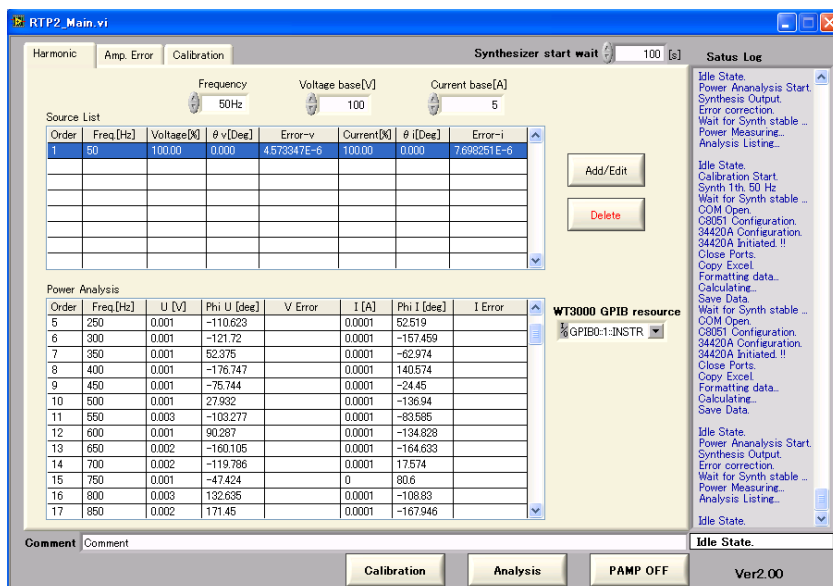 RTP2_Main.vi
Harmonic Amp. Error Calibration Synthesizer start wait 100 [s] Satus Log
Frequency Voltage base[V] Current base[A]
50Hz 100 5
Source List
Order Freq.[Hz] Voltage[%] θv[Deg] Error-v Current[%] θi[Deg] Error-i
1 50 100.00 0.000 4.573347E-6 100.00 0.000 7.698251E-6
Add/Edit
Delete
Power Analysis
Order Freq.[Hz] U [V] Phi U [deg] V Error I [A] Phi I [deg] I Error
5 250 0.001 -110.623 0.0001 52.519
6 300 0.001 -121.72 0.0001 -157.459
7 350 0.001 52.375 0.0001 -62.974
8 400 0.001 -176.747 0.0001 140.574
9 450 0.001 -75.744 0.0001 -24.45
10 500 0.001 27.932 0.0001 -136.94
11 550 0.003 -103.277 0.0001 -83.585
12 600 0.001 90.287 0.0001 -134.828
13 650 0.002 -160.105 0.0001 -164.633
14 700 0.002 -119.786 0.0001 17.574
15 750 0.001 -47.424 0 80.6
16 800 0.003 132.635 0.0001 -108.83
17 850 0.002 171.45 0.0001 -167.946
WT3000 GPIB resource
GPIB0::1::INSTR
Idle State.
Power Ananalysis Start.
Synthesis Output.
Error correction.
Wait for Synth stable ...
Power Measuring...
Analysis Listing...
Idle State.
Calibration Start.
Synth 1th. 50 Hz
Wait for Synth stable ...
COM Open.
C8051 Configuration.
34420A Configuration.
34420A Initiated. !!
Close Ports.
Copy Excel.
Formatting data...
Calculating...
Save Data.
Wait for Synth stable ...
COM Open.
C8051 Configuration.
34420A Configuration.
34420A Initiated. !!
Close Ports.
Copy Excel.
Formatting data...
Calculating...
Save Data.
Idle State.
Power Ananalysis Start.
Synthesis Output.
Error correction.
Wait for Synth stable ...
Power Measuring...
Analysis Listing...
Idle State.
Comment Comment Idle State.
Calibration Analysis PAMP OFF Ver2.00